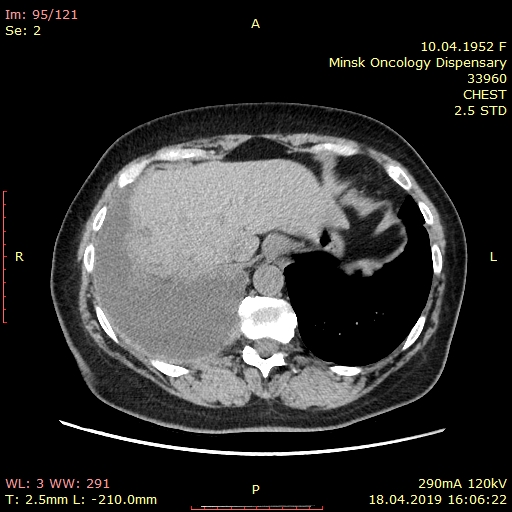 Im: 95/121
Se: 2
A
10.04.1952 F
Minsk Oncology Dispensary
33960
CHEST
2.5 STD
R
L
WL: 3 WW: 291
T: 2.5mm L: -210.0mm
P
290mA 120kV
18.04.2019 16:06:22